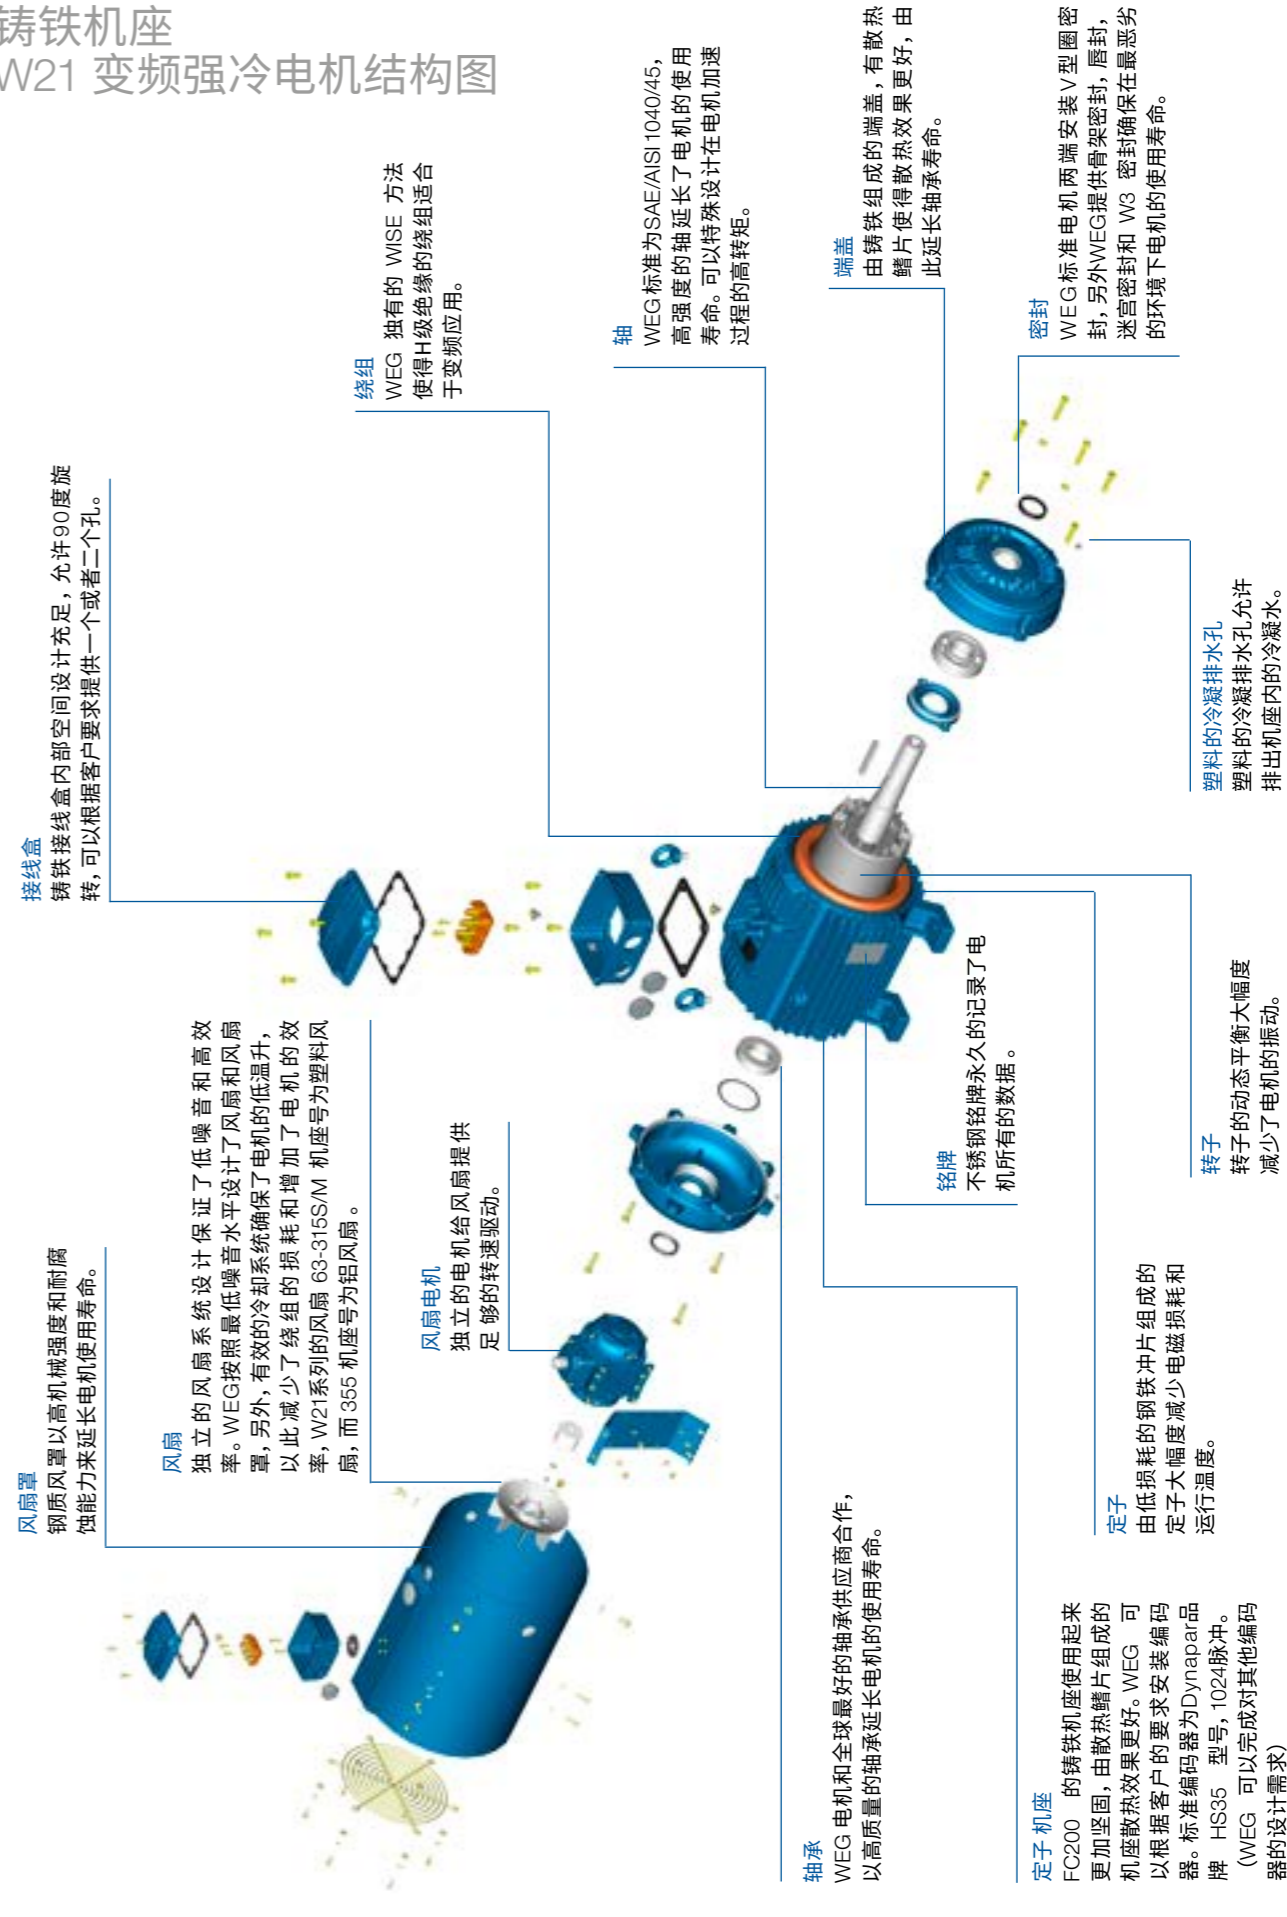 铸铁机座
W21 变频强冷电机结构图
风扇罩
钢质风罩以高机械强度和耐腐
蚀能力来延长电机使用寿命。
接线盒
铸铁接线盒内部空间设计充足，允许90度旋
转，可以根据客户要求提供一个或者二个孔。
风扇
独立的风扇系统设计保证了低噪音和高效
率。WEG按照最低噪音水平设计了风扇和风扇
罩，另外，有效的冷却系统确保了电机的低温升，
以此减少了绕组的损耗和增加了电机的效
率，W21系列的风扇 63-315S/M 机座号为塑料风
扇，而 355 机座号为铝风扇。
绕组
WEG 独有的 WISE 方法
使得H级绝缘的绕组适合
于变频应用。
风扇电机
独立的电机给风扇提供
足够的转速驱动。
轴
WEG标准为SAE/AISI 1040/45，
高强度的轴延长了电机的使用
寿命。可以特殊设计在电机加速
过程的高转矩。
轴承
WEG 电机和全球最好的轴承供应商合作，
以高质量的轴承延长电机的使用寿命。
端盖
由铸铁组成的端盖，有散热
鳍片使得散热效果更好，由
此延长轴承寿命。
铭牌
不锈钢铭牌永久的记录了电
机所有的数据。
定子 机座
FC200 的铸铁机座使用起来
更加坚固，由散热鳍片组成的
机座散热效果更好。WEG 可
以根据客户的要求安装编码
器。标准编码器为Dynapar品
牌 HS35 型号，1024脉冲。
（WEG 可以完成对其他编码
器的设计需求）
密封
WEG标准电机两端安装V型圈密
封，另外WEG提供骨架密封，唇封，
迷宫密封和 W3 密封确保在最恶劣
的环境下电机的使用寿命。
定子
由低损耗的钢铁冲片组成的
定子大幅度减少电磁损耗和
运行温度。
转子
转子的动态平衡大幅度
减少了电机的振动。
塑料的冷凝排水孔
塑料的冷凝排水孔允许
排出机座内的冷凝水。